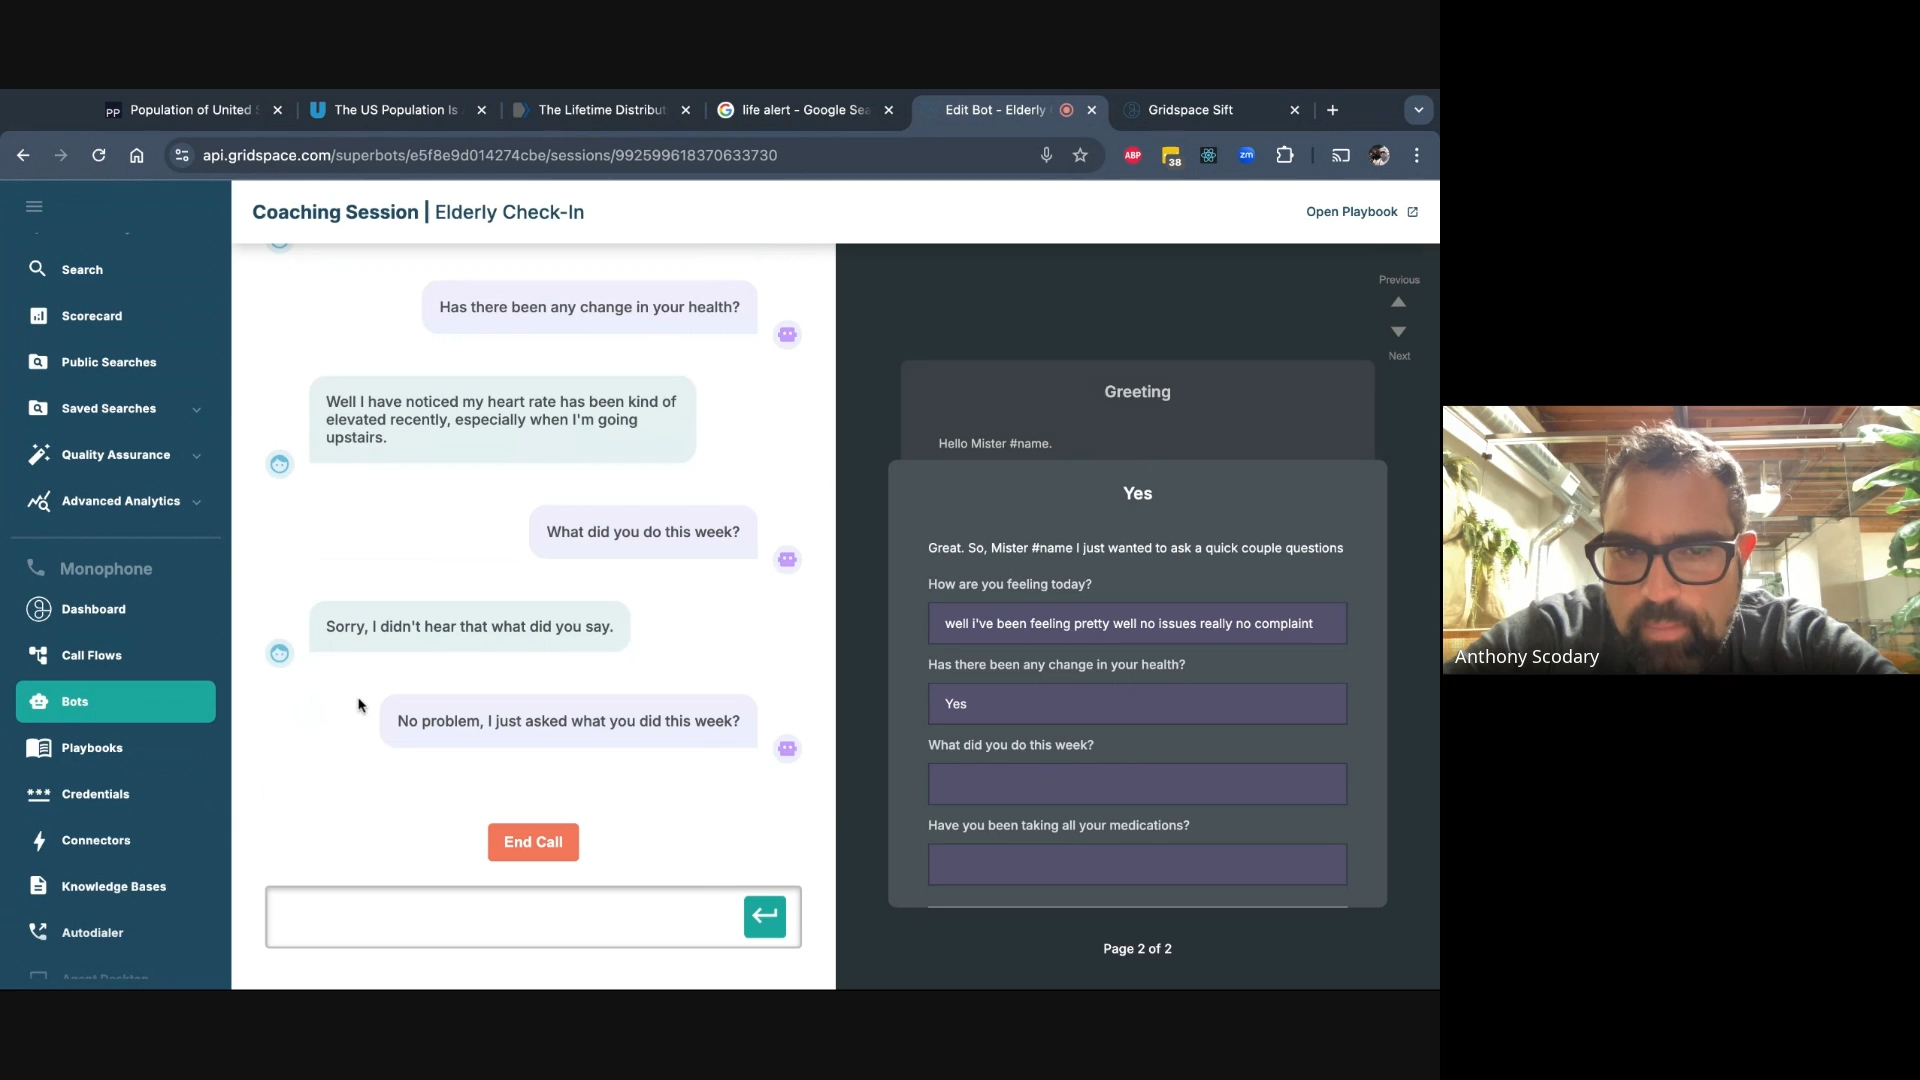 PP Population of United S
The US Population Is
The Lifetime Distribut
life alert - Google Sea
Edit Bot - Elderly
Gridspace Sift
api.gridspace.com/superbots/e5f8e9d014274cbe/sessions/992599618370633730
ABP
38
zm
Coaching Session | Elderly Check-In
Open Playbook
Search
Scorecard
Public Searches
Saved Searches
Quality Assurance
Advanced Analytics
Monophone
Dashboard
Call Flows
Bots
Playbooks
Credentials
Connectors
Knowledge Bases
Autodialer
Agent Desktop
Has there been any change in your health?
Well I have noticed my heart rate has been kind of
elevated recently, especially when I'm going
upstairs.
What did you do this week?
Sorry, I didn't hear that what did you say.
No problem, I just asked what you did this week?
End Call
Previous
Next
Greeting
Hello Mister #name.
Yes
Great. So, Mister #name I just wanted to ask a quick couple questions
How are you feeling today?
well i've been feeling pretty well no issues really no complaint
Has there been any change in your health?
Yes
What did you do this week?
Have you been taking all your medications?
Page 2 of 2
Anthony Scodary